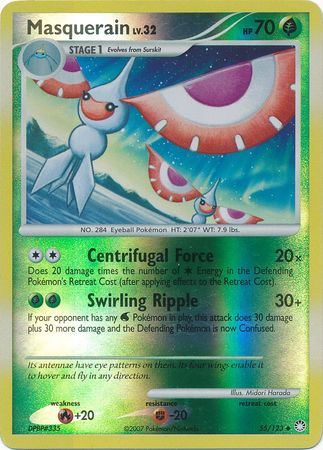 Masquerain LV.32 HP 70
STAGE 1 Evolves from Surskit
NO. 284 Eyeball Pokémon HT: 2'07" WT: 7.9 lbs.
Centrifugal Force 20×
Does 20 damage times the number of Energy in the Defending
Pokémon's Retreat Cost (after applying effects to the Retreat Cost).
Swirling Ripple 30+
If your opponent has any Pokémon in play, this attack does 30 damage
plus 30 more damage and the Defending Pokémon is now Confused.
Its antennae have eye patterns on them. Its four wings enable it
to hover and fly in any direction.
Illus. Midori Harada
weakness resistance retreat cost
+20 -20
DPBP#335 ©2007 Pokémon/Nintendo 55/123